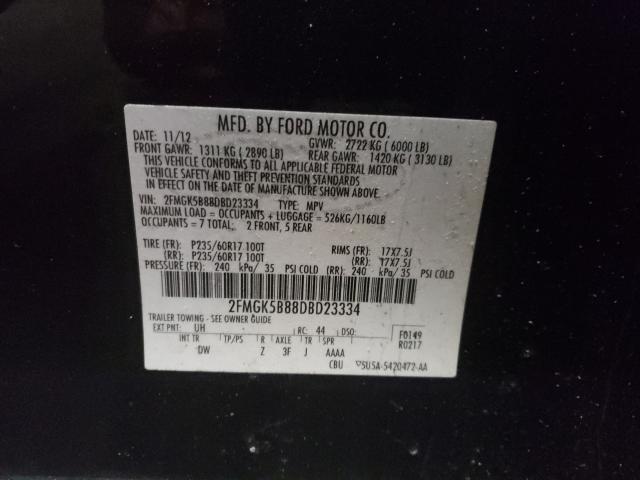 MFD. BY FORD MOTOR CO.
DATE: 11/12 GVWR: 2722 KG ( 6000 LB)
FRONT GAWR: 1311 KG ( 2890 LB) REAR GAWR: 1420 KG ( 3130 LB)
THIS VEHICLE CONFORMS TO ALL APPLICABLE FEDERAL MOTOR
VEHICLE SAFETY AND THEFT PREVENTION STANDARDS
IN EFFECT ON THE DATE OF MANUFACTURE SHOWN ABOVE.
VIN: 2FMGK5B88DBD23334 TYPE: MPV
MAXIMUM LOAD = OCCUPANTS + LUGGAGE = 526KG/1160LB
OCCUPANTS = 7 TOTAL: 2 FRONT, 5 REAR
TIRE (FR): P235/60R17 100T RIMS (FR): 17X7.5J
(RR): P235/60R17 100T (RR): 17X7.5J
PRESSURE (FR): 240 kPa/ 35 PSI COLD (RR): 240 kPa/ 35 PSI COLD
2FMGK5B88DBD23334
TRAILER TOWING - SEE OWNER GUIDE
EXT PNT: UH RC: 44 DSO: F0149
INT TR TP/PS R AXLE TR SPR R0217
DW Z 3F J AAAA
CBU ▽5U5A-5420472-AA